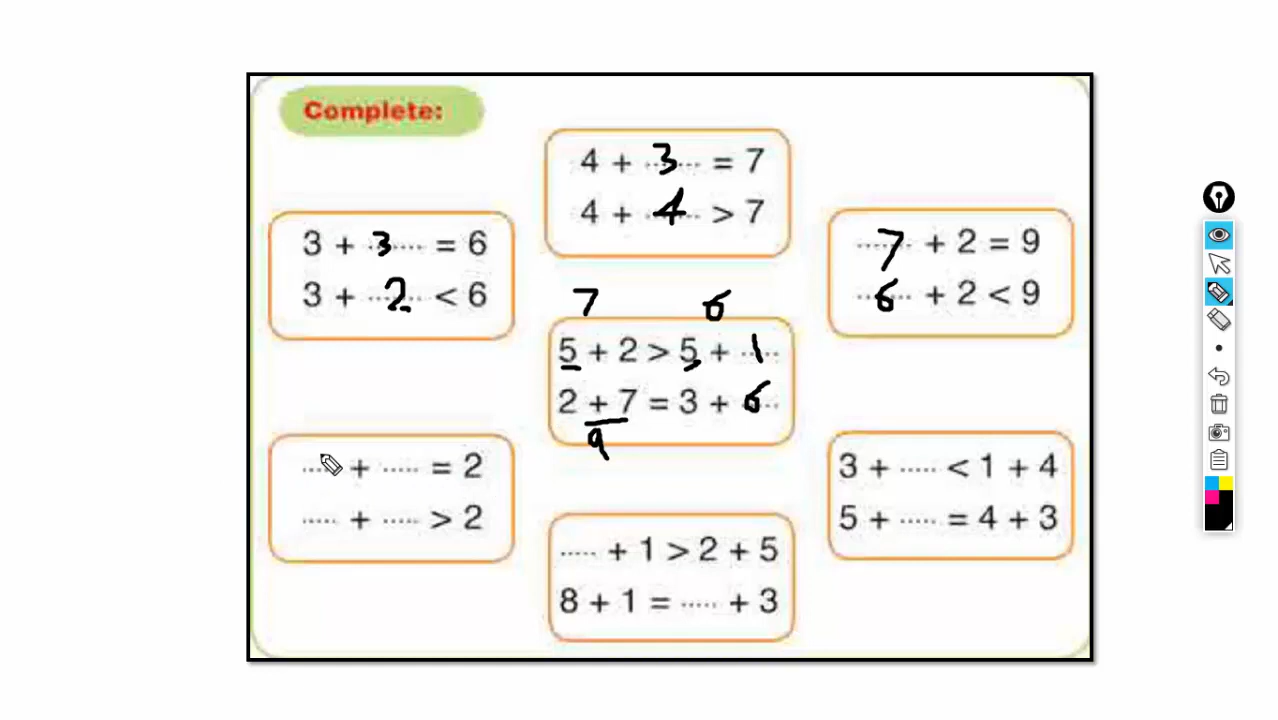 Complete:
4 + 3 = 7
4 + 4 > 7
3 + 3 = 6
3 + 2 < 6
7 + 2 = 9
6 + 2 < 9
7 6
5 + 2 > 5 + 1
2 + 7 = 3 + 6
9
..... + ..... = 2
..... + ..... > 2
3 + ..... < 1 + 4
5 + ..... = 4 + 3
..... + 1 > 2 + 5
8 + 1 = ..... + 3